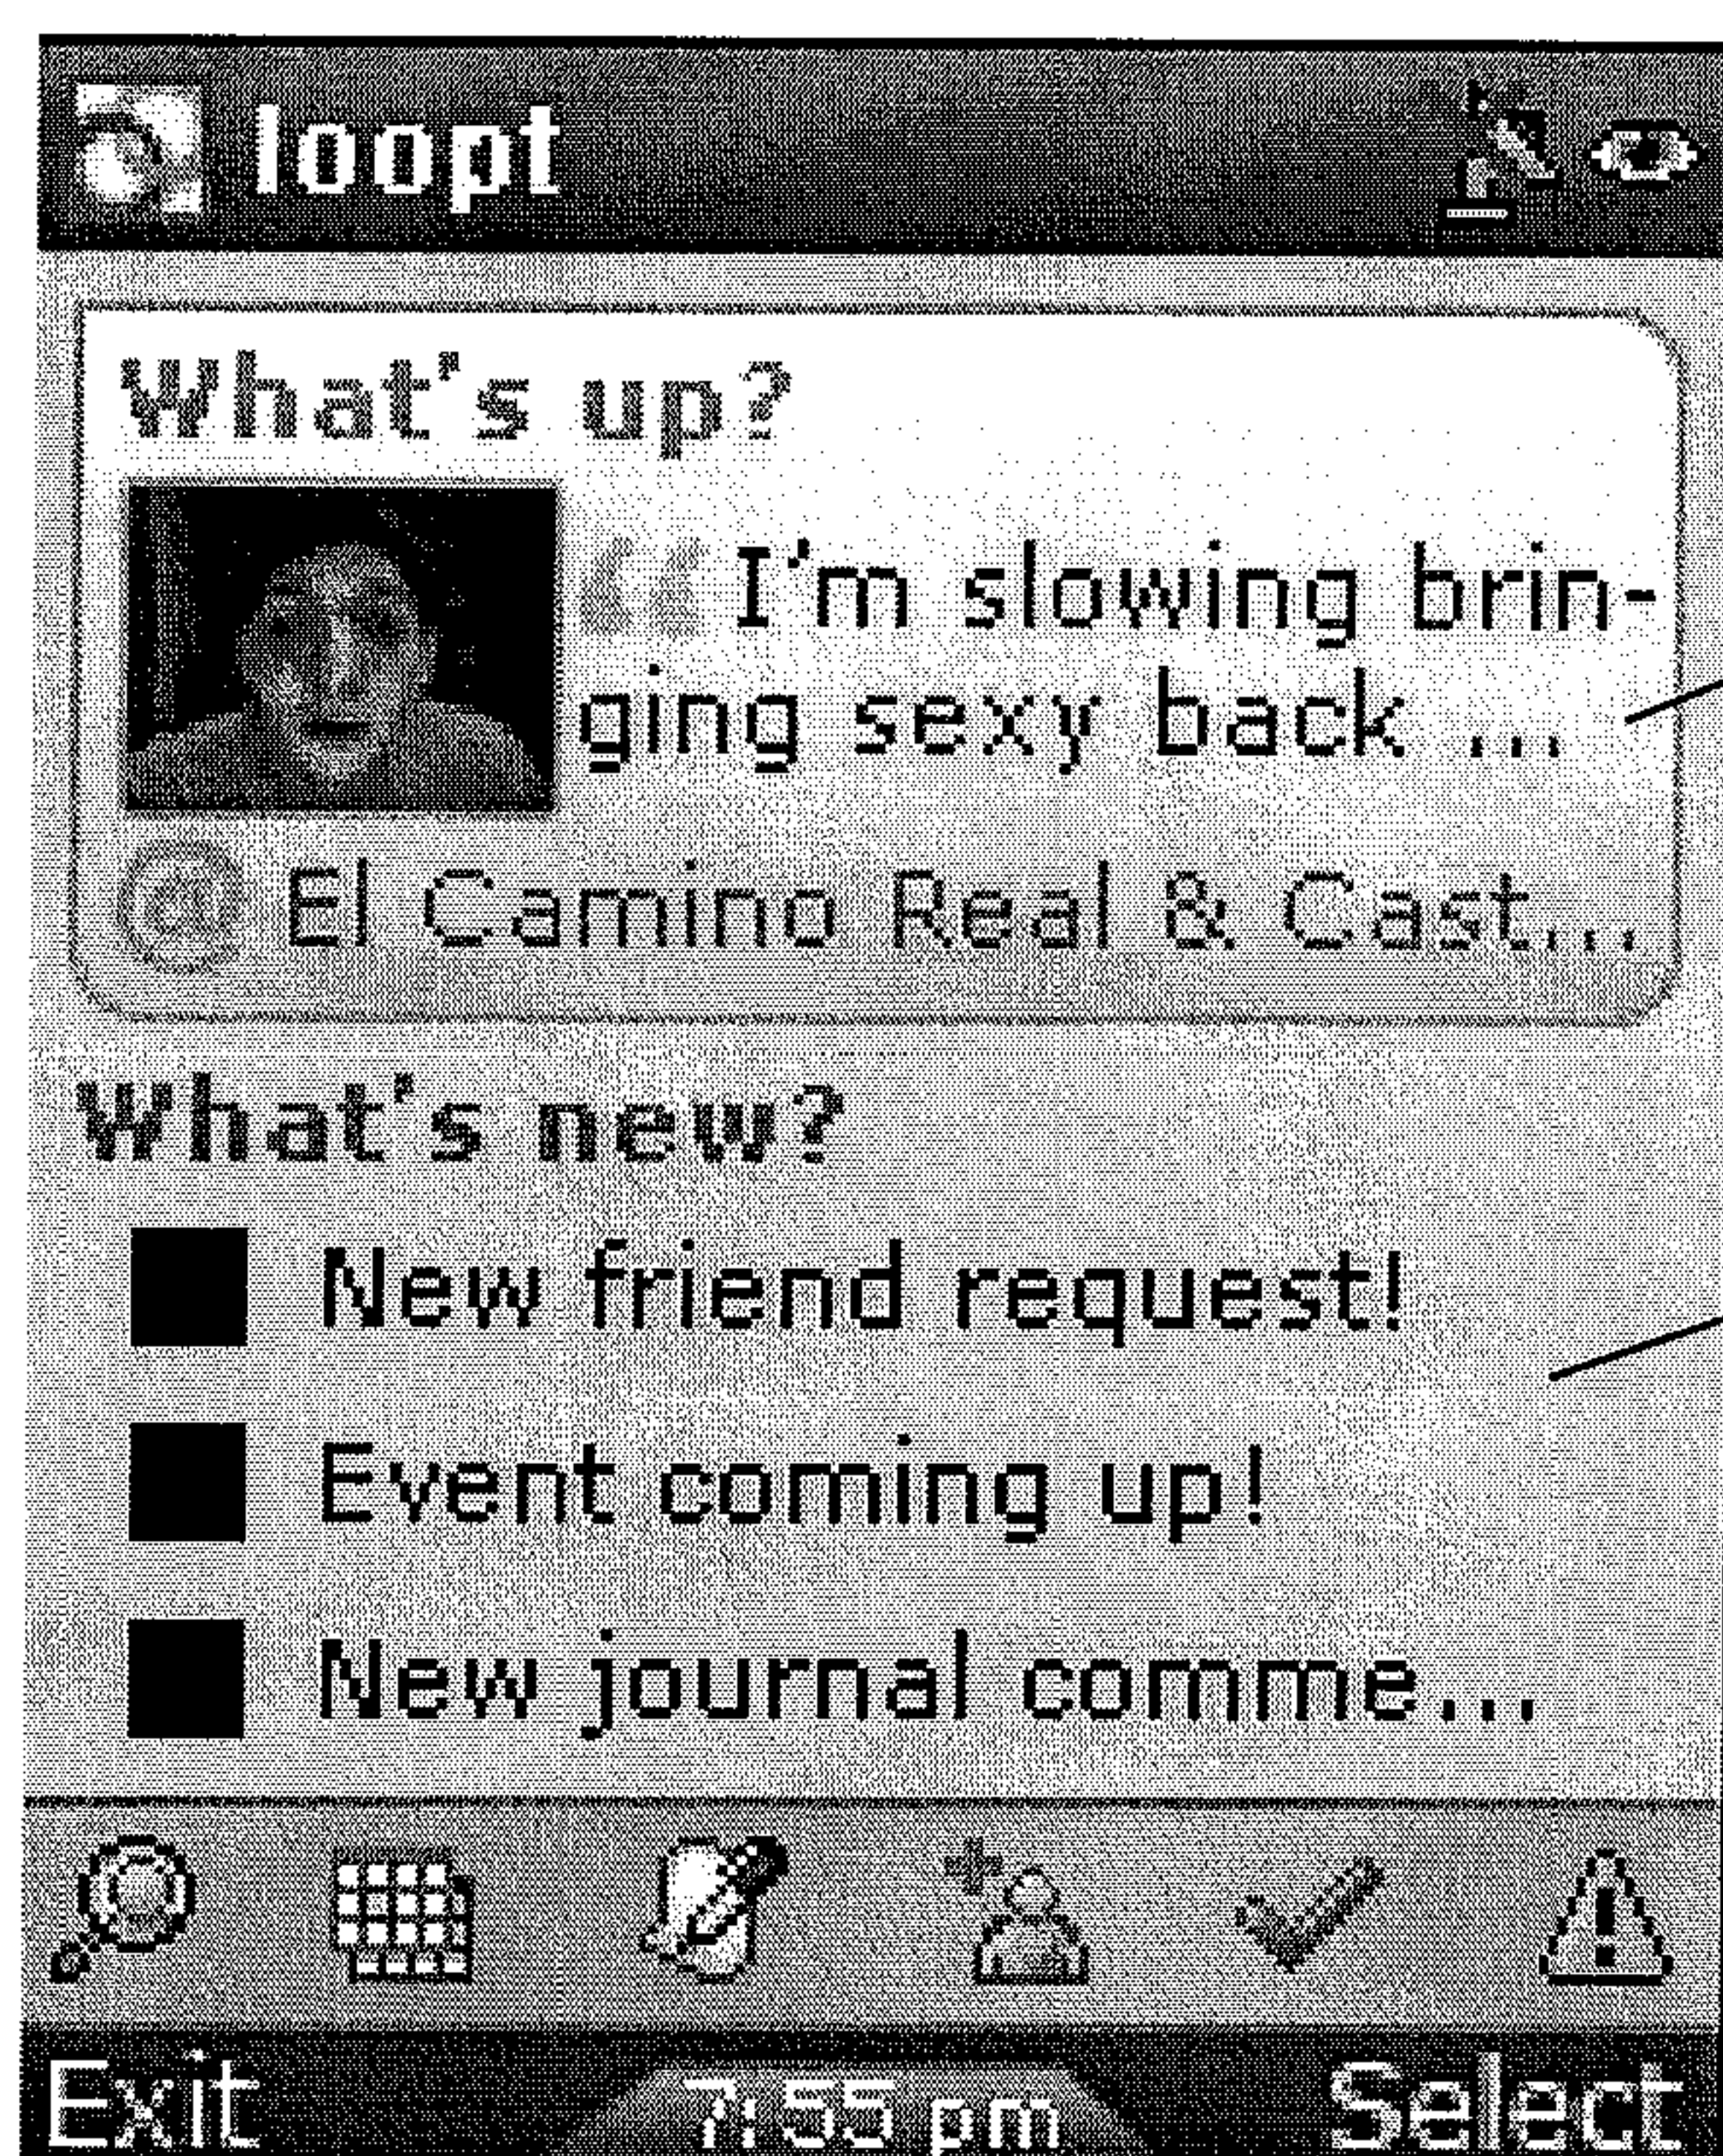 loopt
What's up?
“ I'm slowing brin-
ging sexy back ...
@ El Camino Real & Cast...
What's new?
New friend request!
Event coming up!
New journal comme...
Exit 7:55 pm Select